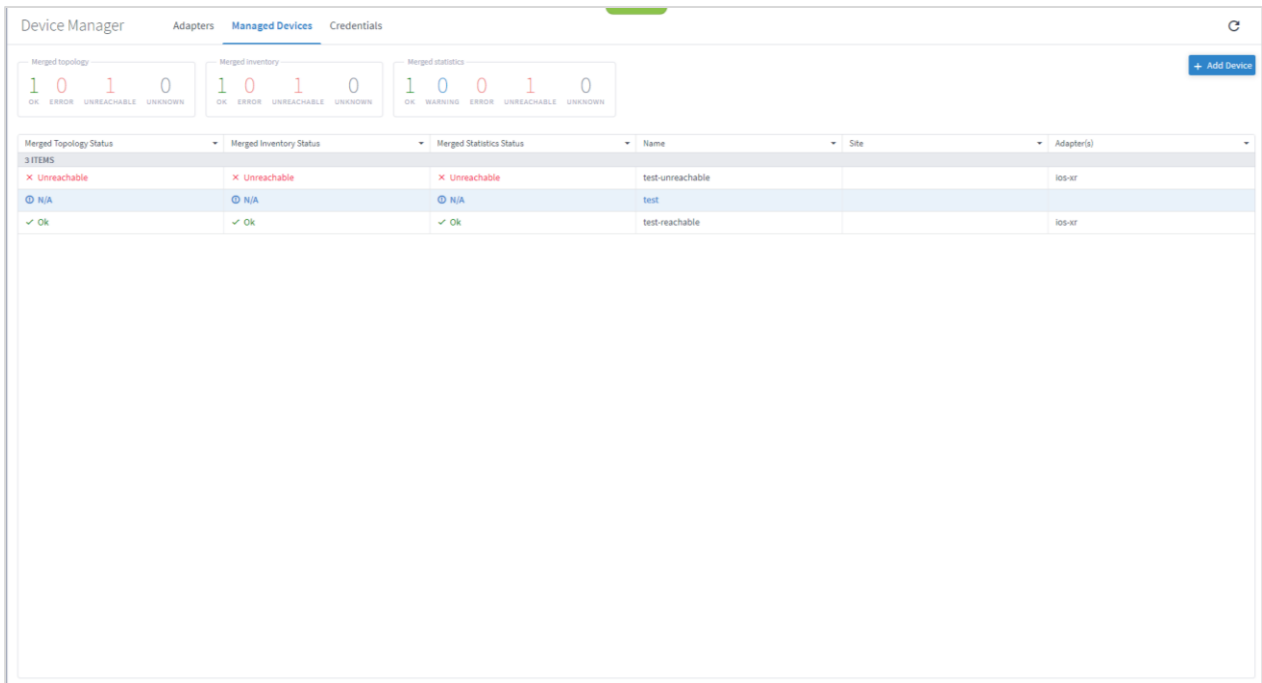 Device Manager Adapters Managed Devices Credentials
Merged topology Merged inventory Merged statistics
+ Add Device
1 0 1 0 1 0 1 0 1 0 0 1 0
OK ERROR UNREACHABLE UNKNOWN OK ERROR UNREACHABLE UNKNOWN OK WARNING ERROR UNREACHABLE UNKNOWN
Merged Topology Status Merged Inventory Status Merged Statistics Status Name Site Adapter(s)
3 ITEMS
Unreachable Unreachable Unreachable test-unreachable ios-xr
N/A N/A N/A test
Ok Ok Ok test-reachable ios-xr